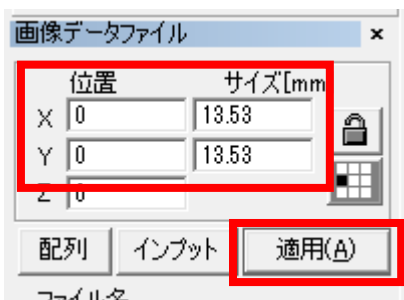 画像データファイル ×
位置 サイズ[mm
X 0 13.53
Y 0 13.53
Z 0
配列 インプット 適用(A)
ファイル名